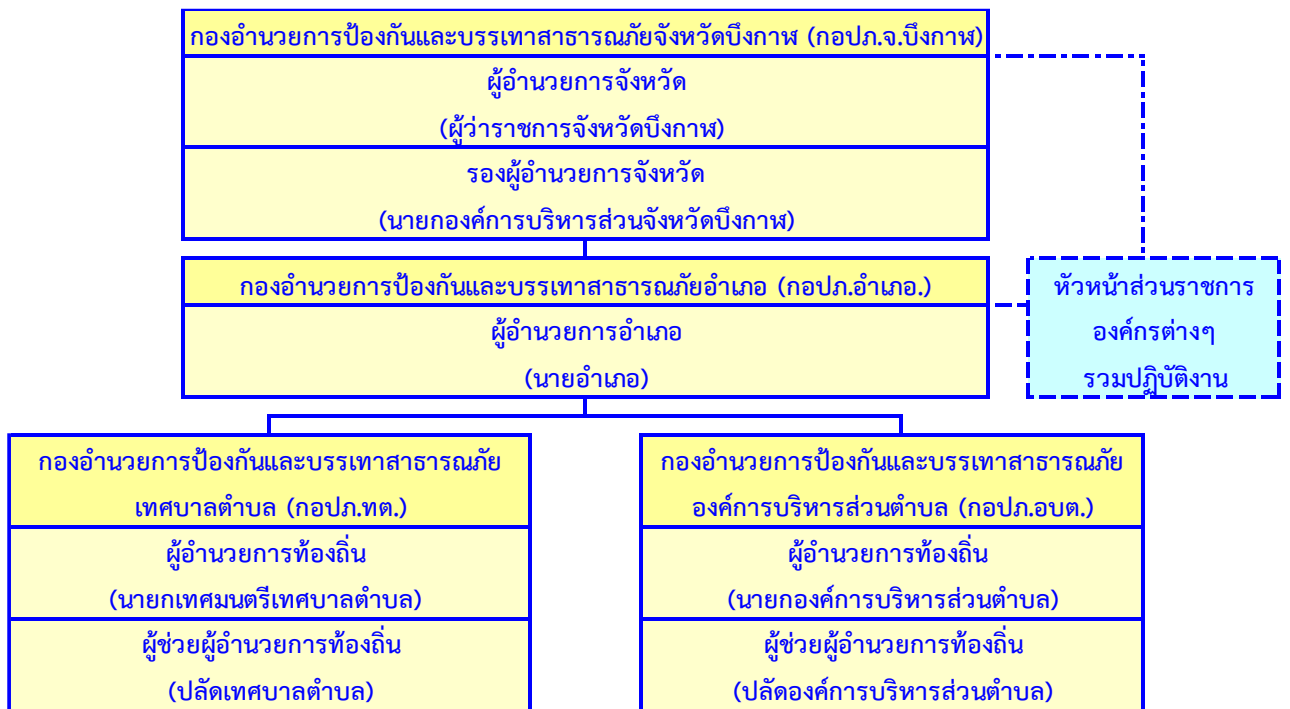 กองอำนวยการป้องกันและบรรเทาสาธารณภัยจังหวัดบึงกาฬ (กอปภ.จ.บึงกาฬ)
ผู้อำนวยการจังหวัด
(ผู้ว่าราชการจังหวัดบึงกาฬ)
รองผู้อำนวยการจังหวัด
(นายกองค์การบริหารส่วนจังหวัดบึงกาฬ)
กองอำนวยการป้องกันและบรรเทาสาธารณภัยอำเภอ (กอปภ.อำเภอ.)
ผู้อำนวยการอำเภอ
(นายอำเภอ)
หัวหน้าส่วนราชการ
องค์กรต่างๆ
รวมปฏิบัติงาน
กองอำนวยการป้องกันและบรรเทาสาธารณภัย
เทศบาลตำบล (กอปภ.ทต.)
ผู้อำนวยการท้องถิ่น
(นายกเทศมนตรีเทศบาลตำบล)
ผู้ช่วยผู้อำนวยการท้องถิ่น
(ปลัดเทศบาลตำบล)
กองอำนวยการป้องกันและบรรเทาสาธารณภัย
องค์การบริหารส่วนตำบล (กอปภ.อบต.)
ผู้อำนวยการท้องถิ่น
(นายกองค์การบริหารส่วนตำบล)
ผู้ช่วยผู้อำนวยการท้องถิ่น
(ปลัดองค์การบริหารส่วนตำบล)